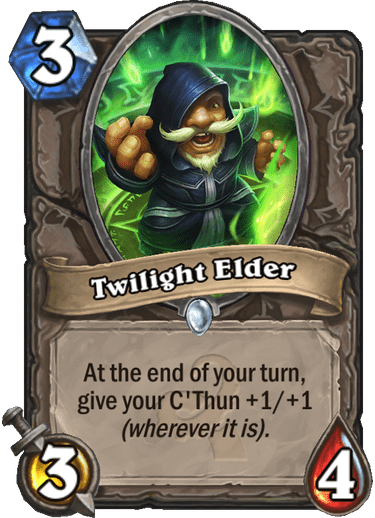 3
Twilight Elder
At the end of your turn,
give your C'Thun +1/+1
(wherever it is).
3
4